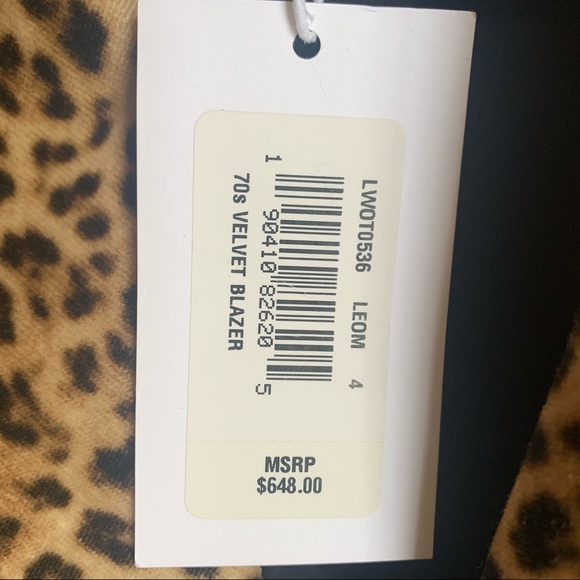 LWOT0536 LEOM 4
1 90410 82620 5
70s VELVET BLAZER
MSRP
$648.00